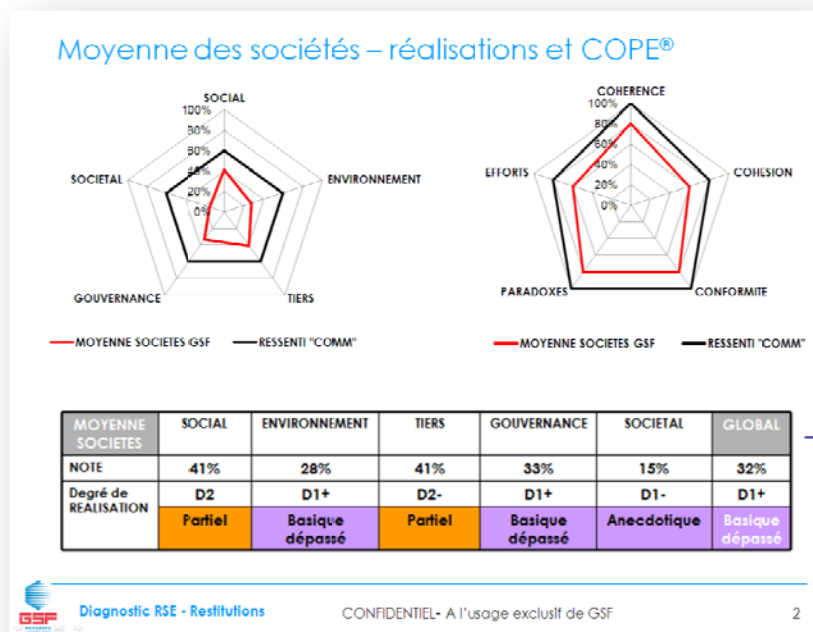 Moyenne des sociétés – réalisations et COPE®
SOCIAL
100%
80%
60%
40%
20%
0%
SOCIETAL
ENVIRONNEMENT
GOUVERNANCE
TIERS
MOYENNE SOCIETES GSF
RESSENTI "COMM"
COHERENCE
100%
80%
60%
40%
20%
0%
EFFORTS
COHESION
PARADOXES
CONFORMITE
MOYENNE SOCIETES GSF
RESSENTI "COMM"
MOYENNE SOCIETES SOCIAL ENVIRONNEMENT TIERS GOUVERNANCE SOCIETAL GLOBAL
NOTE 41% 28% 41% 33% 15% 32%
Degré de REALISATION D2 D1+ D2- D1+ D1- D1+
Partiel Basique dépassé Partiel Basique dépassé Anecdotique Basique dépassé
GSF
Diagnostic RSE - Restitutions
CONFIDENTIEL- A l'usage exclusif de GSF
2